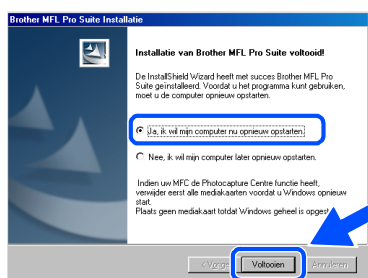 Brother MFL Pro Suite Installatie
Installatie van Brother MFL Pro Suite voltooid!
De InstallShield Wizard heeft met succes Brother MFL Pro
Suite geïnstalleerd. Voordat u het programma kunt gebruiken,
moet u de computer opnieuw opstarten.
Ja, ik wil mijn computer nu opnieuw opstarten.
Nee, ik wil mijn computer later opnieuw opstarten.
Indien uw MFC de Photocapture Centre functie heeft,
verwijder eerst alle mediakaarten voordat u Windows opnieuw
start.
Plaats geen mediakaart totdat Windows geheel is
Voltooien
Annuleren